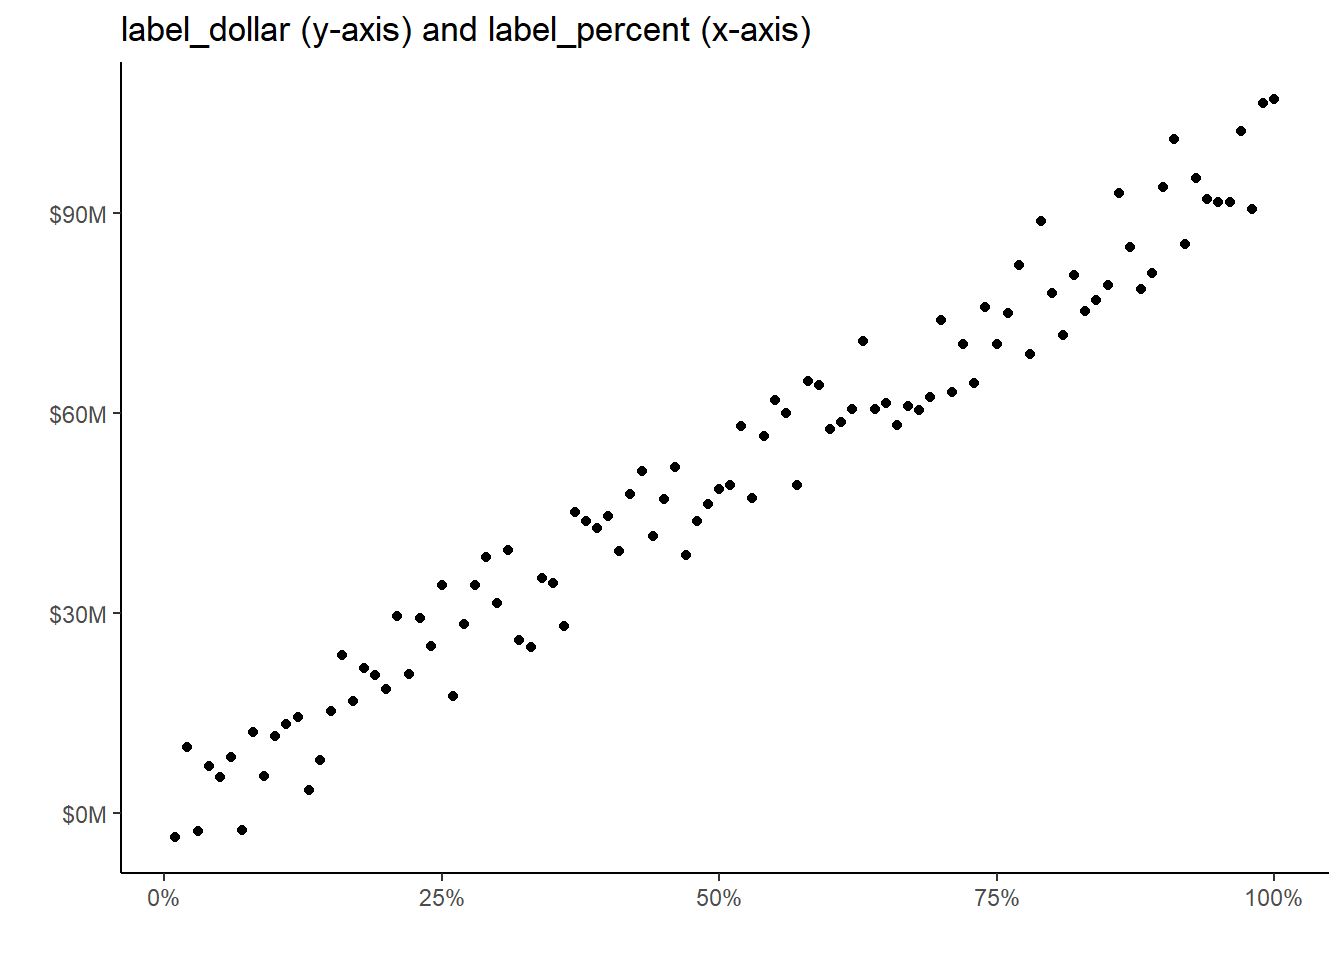 label_dollar (y-axis) and label_percent (x-axis)
$90M
$60M
$30M
$0M
0% 25% 50% 75% 100%